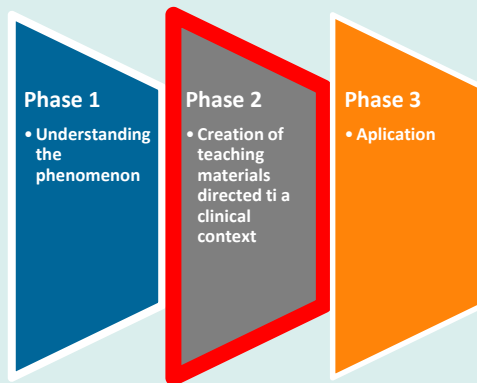 Phase 1
• Understanding
the
phenomenon
Phase 2
• Creation of
teaching
materials
directed ti a
clinical
context
Phase 3
• Aplication